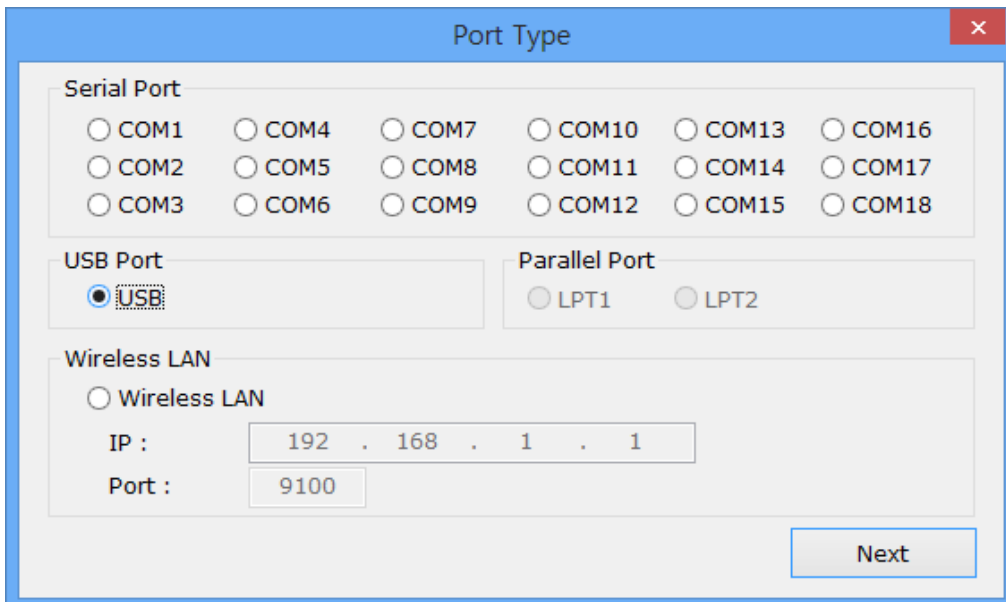 Port Type
Serial Port
COM1 COM4 COM7 COM10 COM13 COM16
COM2 COM5 COM8 COM11 COM14 COM17
COM3 COM6 COM9 COM12 COM15 COM18
USB Port
USB
Parallel Port
LPT1 LPT2
Wireless LAN
Wireless LAN
IP : 192 . 168 . 1 . 1
Port : 9100
Next